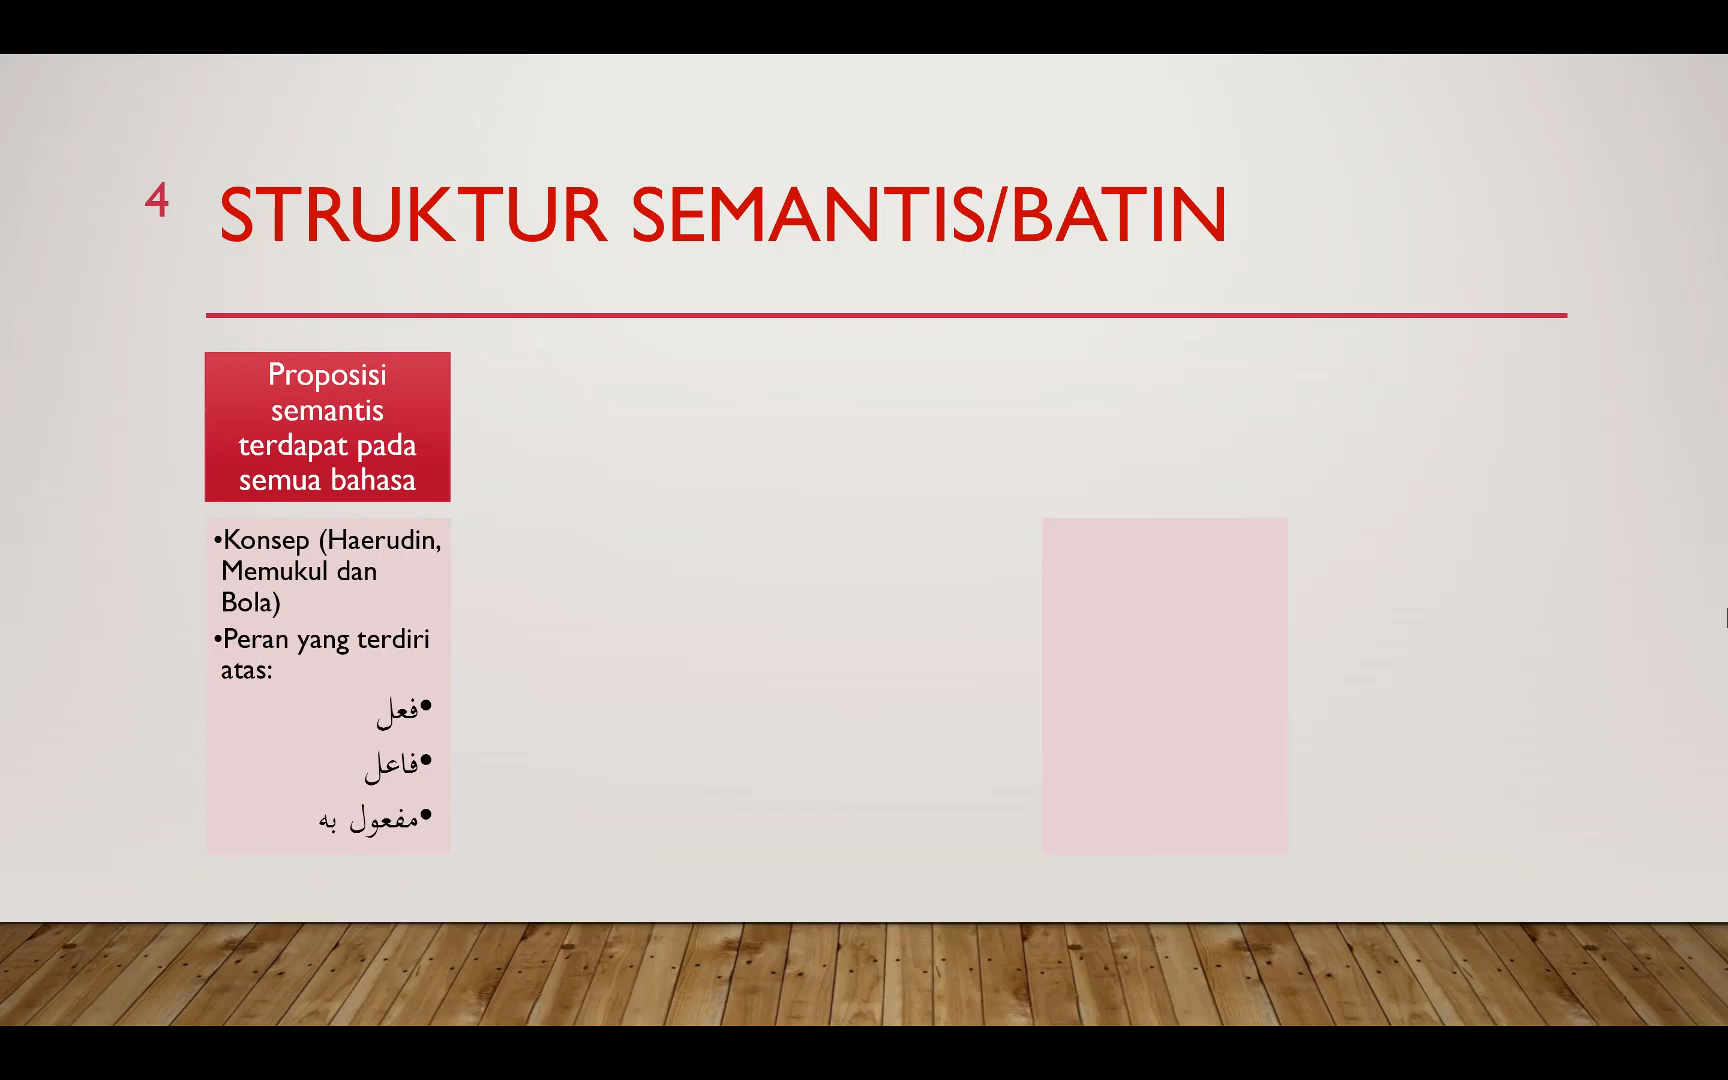 4
STRUKTUR SEMANTIS/BATIN
Proposisi
semantis
terdapat pada
semua bahasa
•Konsep (Haerudin,
Memukul dan
Bola)
•Peran yang terdiri
atas:
•فعل
•فاعل
•مفعول به